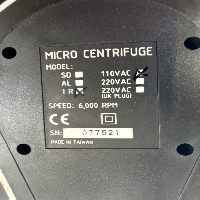 MICRO CENTRIFUGE
MODEL:
SD 110VAC
AL 220VAC
IR 220VAC
(UK PLUG)
SPEED: 6,000 RPM
CE
SN: 077521
MADE IN TAIWAN